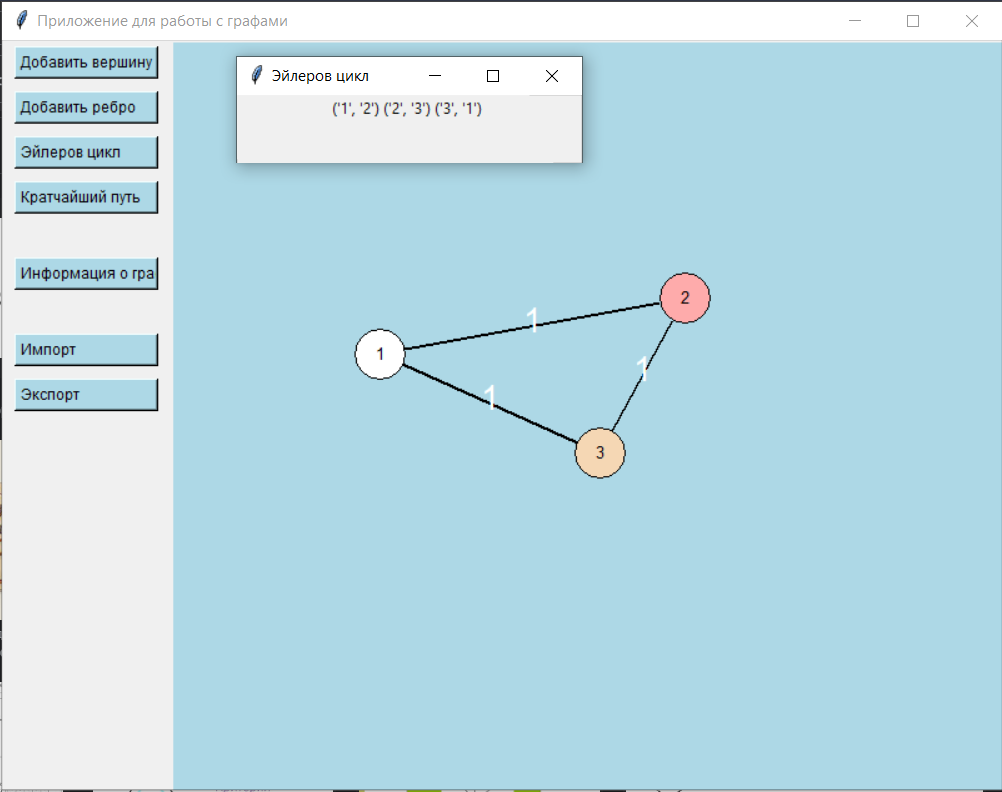 Приложение для работы с графами
Добавить вершину
Добавить ребро
Эйлеров цикл
Кратчайший путь
Информация о гра
Импорт
Экспорт
Эйлеров цикл
('1', '2') ('2', '3') ('3', '1')
1
2
1
1
1
3